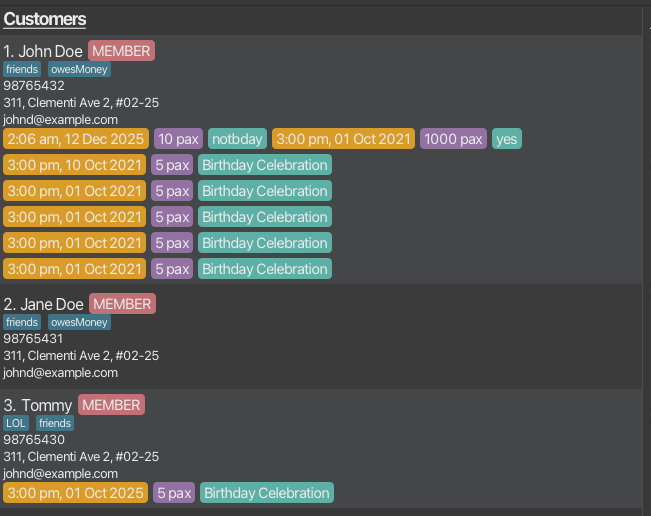 Customers
1. John Doe MEMBER
friends owesMoney
98765432
311, Clementi Ave 2, #02-25
johnd@example.com
2:06 am, 12 Dec 2025 10 pax notbday 3:00 pm, 01 Oct 2021 1000 pax yes
3:00 pm, 10 Oct 2021 5 pax Birthday Celebration
3:00 pm, 01 Oct 2021 5 pax Birthday Celebration
3:00 pm, 01 Oct 2021 5 pax Birthday Celebration
3:00 pm, 01 Oct 2021 5 pax Birthday Celebration
3:00 pm, 01 Oct 2021 5 pax Birthday Celebration
2. Jane Doe MEMBER
friends owesMoney
98765431
311, Clementi Ave 2, #02-25
johnd@example.com
3. Tommy MEMBER
LOL friends
98765430
311, Clementi Ave 2, #02-25
johnd@example.com
3:00 pm, 01 Oct 2025 5 pax Birthday Celebration